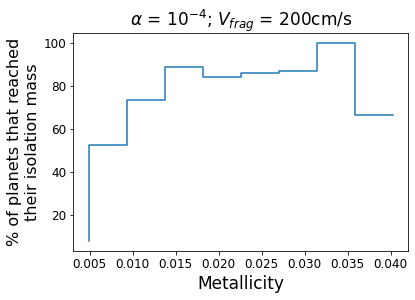 α = 10⁻⁴; V_frag = 200cm/s
% of planets that reached
their isolation mass
100
80
60
40
20
0.005 0.010 0.015 0.020 0.025 0.030 0.035 0.040
Metallicity